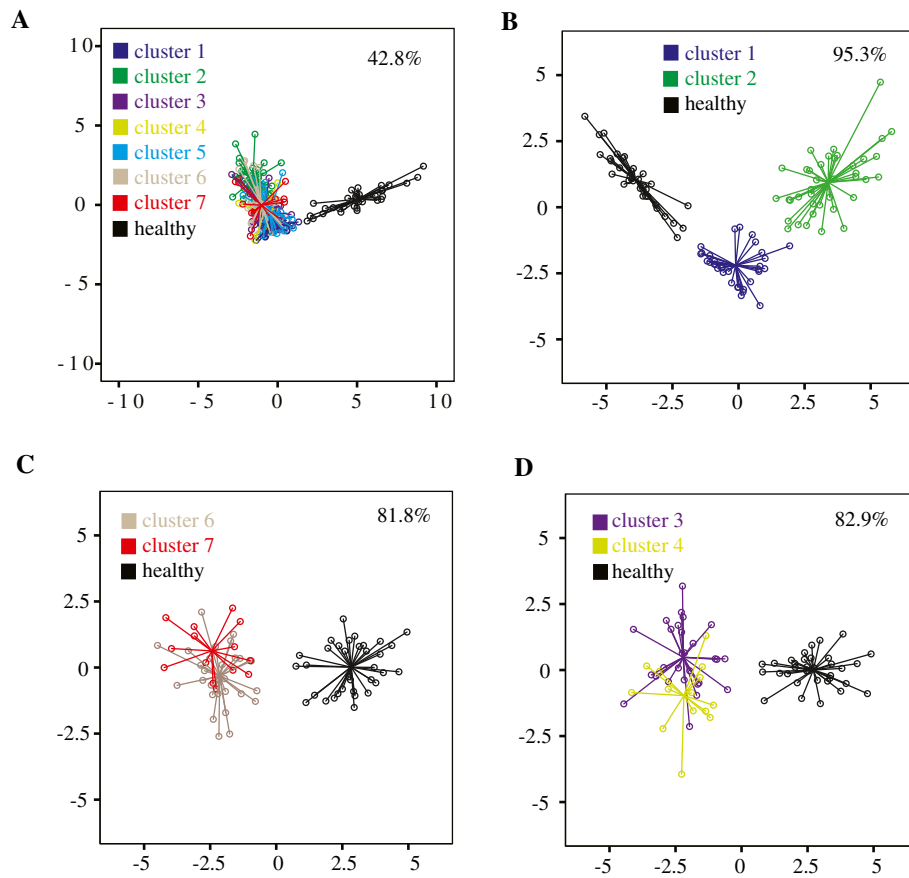 A
10
5
0
-5
-10
-10 -5 0 5 10
42.8%
cluster 1
cluster 2
cluster 3
cluster 4
cluster 5
cluster 6
cluster 7
healthy
B
5
2.5
0
-2.5
-5
-5 -2.5 0 2.5 5
95.3%
cluster 1
cluster 2
healthy
C
5
2.5
0
-2.5
-5
-5 -2.5 0 2.5 5
81.8%
cluster 6
cluster 7
healthy
D
5
2.5
0
-2.5
-5
-5 -2.5 0 2.5 5
82.9%
cluster 3
cluster 4
healthy